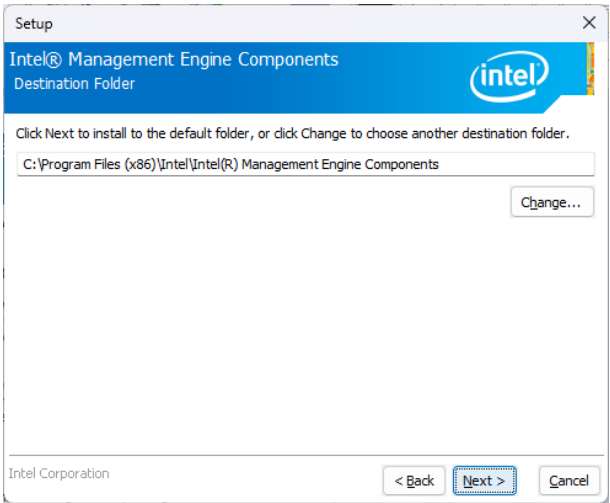 Setup
Intel® Management Engine Components
Destination Folder
intel
Click Next to install to the default folder, or click Change to choose another destination folder.
C:\Program Files (x86)\Intel\Intel(R) Management Engine Components
Change...
Intel Corporation
< Back
Next >
Cancel